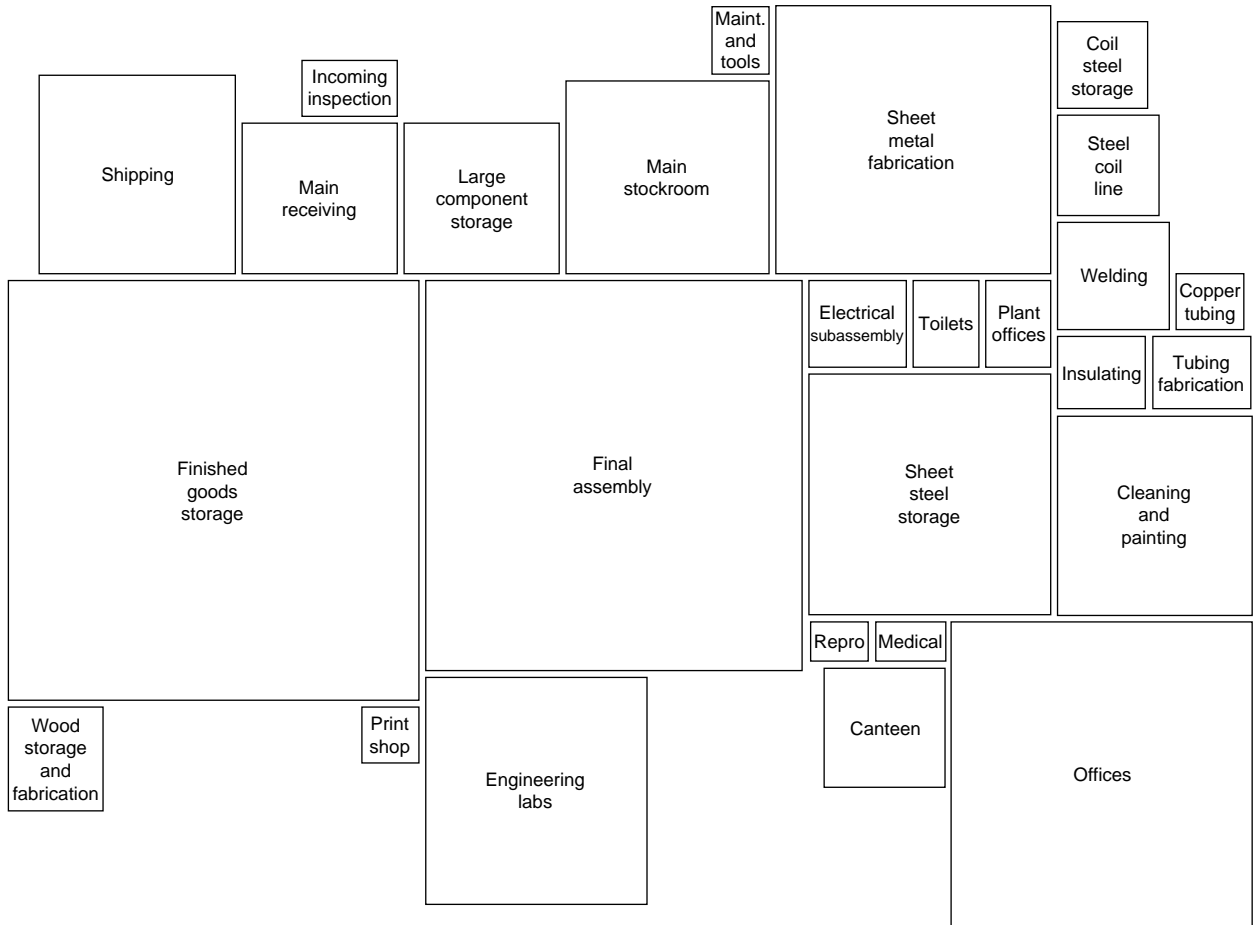 Maint.
and
tools
Coil
steel
storage
Incoming
inspection
Shipping
Main
receiving
Large
component
storage
Main
stockroom
Sheet
metal
fabrication
Steel
coil
line
Welding
Copper
tubing
Electrical
subassembly
Toilets
Plant
offices
Insulating
Tubing
fabrication
Finished
goods
storage
Final
assembly
Sheet
steel
storage
Cleaning
and
painting
Repro
Medical
Wood
storage
and
fabrication
Print
shop
Engineering
labs
Canteen
Offices